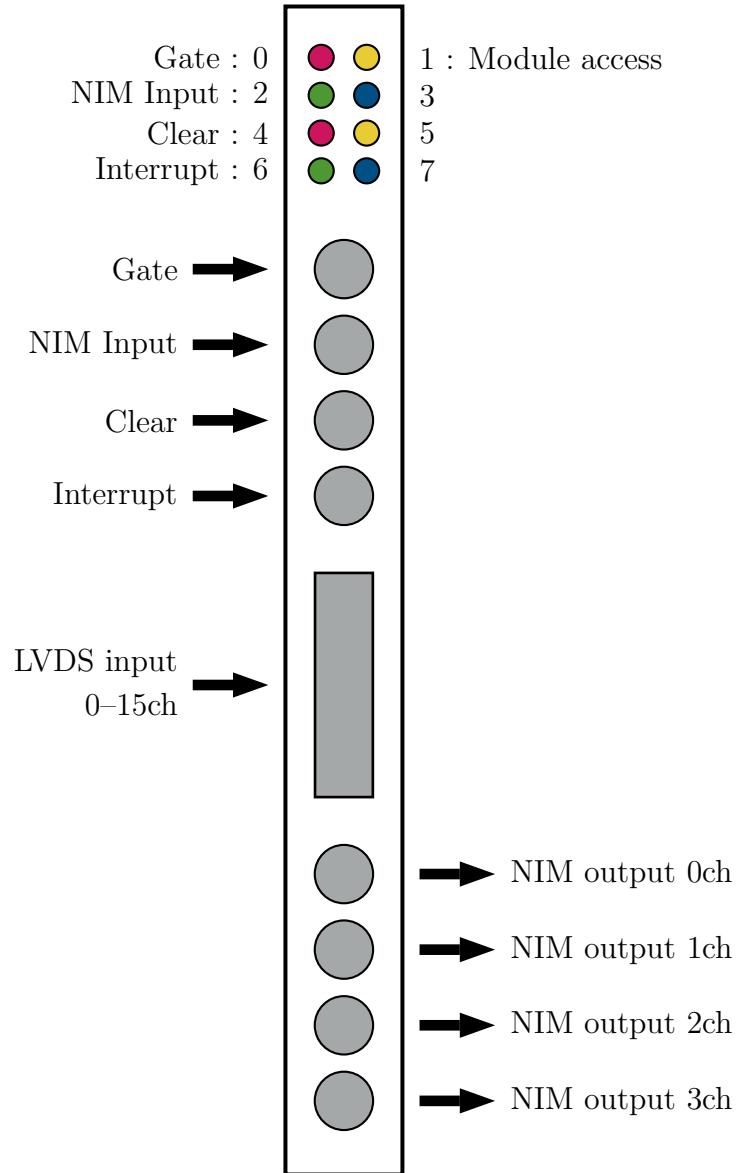 Gate : 0
1 : Module access
NIM Input : 2
3
Clear : 4
5
Interrupt : 6
7
Gate
NIM Input
Clear
Interrupt
LVDS input
0–15ch
NIM output 0ch
NIM output 1ch
NIM output 2ch
NIM output 3ch